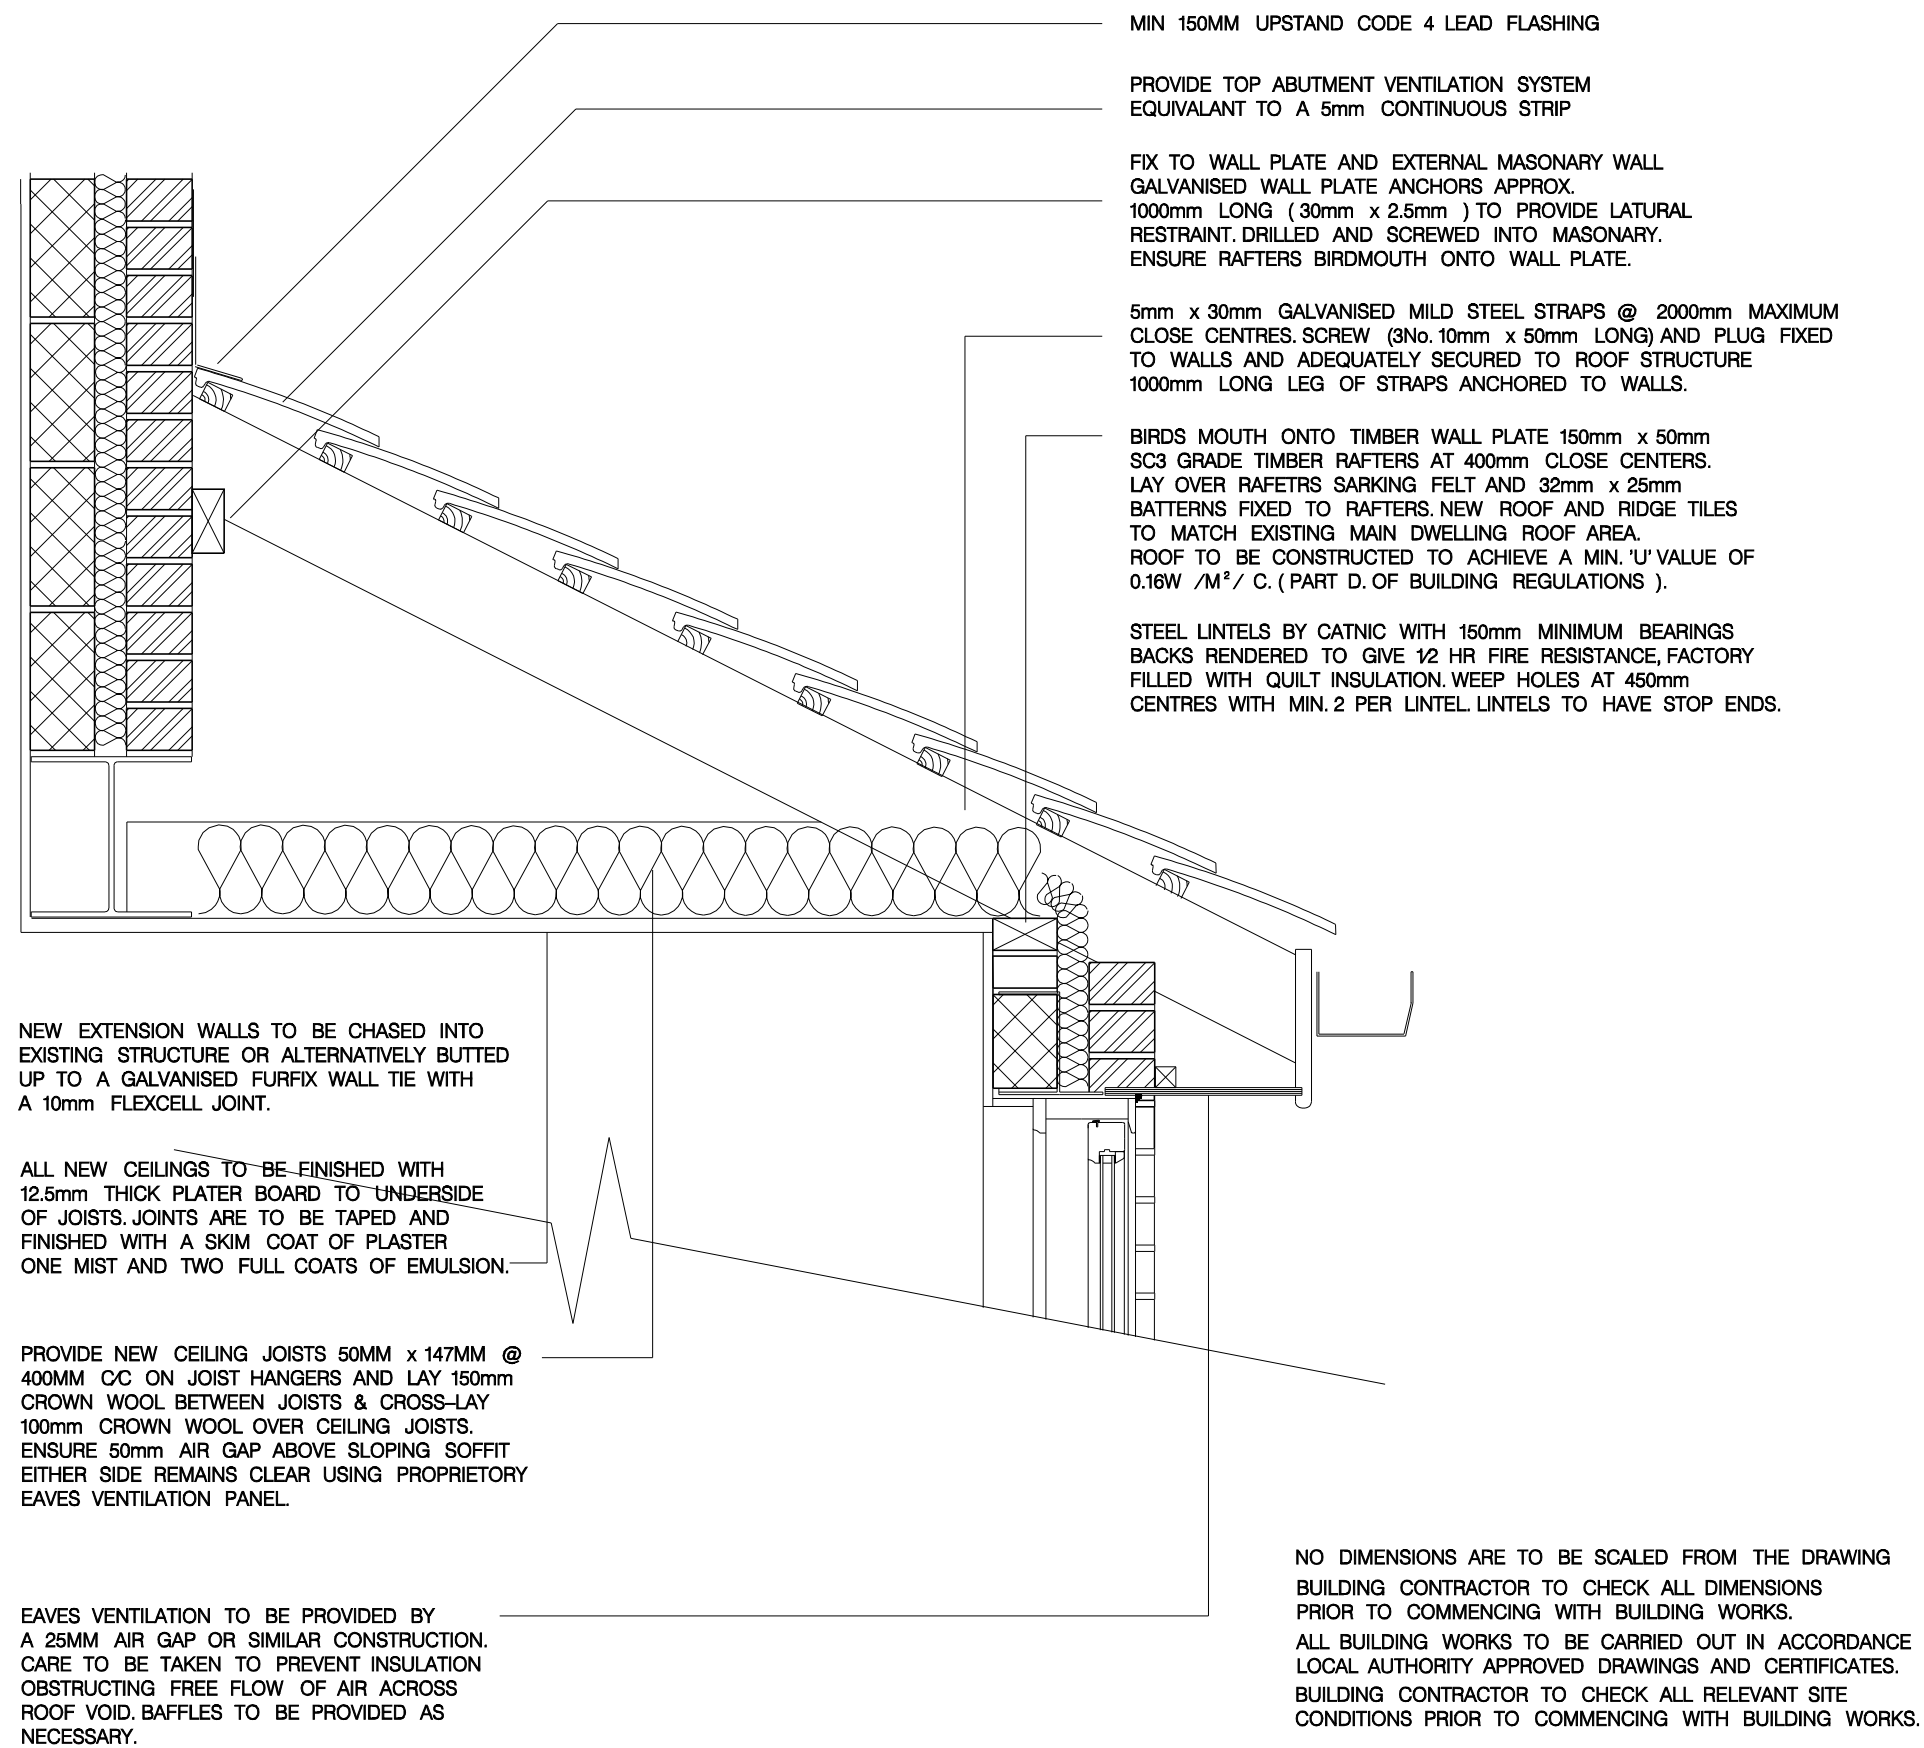 MIN 150MM UPSTAND CODE 4 LEAD FLASHING
PROVIDE TOP ABUTMENT VENTILATION SYSTEM
EQUIVALANT TO A 5mm CONTINUOUS STRIP
FIX TO WALL PLATE AND EXTERNAL MASONARY WALL
GALVANISED WALL PLATE ANCHORS APPROX.
1000mm LONG ( 30mm x 2.5mm ) TO PROVIDE LATURAL
RESTRAINT. DRILLED AND SCREWED INTO MASONARY.
ENSURE RAFTERS BIRDMOUTH ONTO WALL PLATE.
5mm x 30mm GALVANISED MILD STEEL STRAPS @ 2000mm MAXIMUM
CLOSE CENTRES. SCREW (3No. 10mm x 50mm LONG) AND PLUG FIXED
TO WALLS AND ADEQUATELY SECURED TO ROOF STRUCTURE
1000mm LONG LEG OF STRAPS ANCHORED TO WALLS.
BIRDS MOUTH ONTO TIMBER WALL PLATE 150mm x 50mm
SC3 GRADE TIMBER RAFTERS AT 400mm CLOSE CENTERS.
LAY OVER RAFETRS SARKING FELT AND 32mm x 25mm
BATTERNS FIXED TO RAFTERS. NEW ROOF AND RIDGE TILES
TO MATCH EXISTING MAIN DWELLING ROOF AREA.
ROOF TO BE CONSTRUCTED TO ACHIEVE A MIN. 'U' VALUE OF
0.16W /M²/ C. ( PART D. OF BUILDING REGULATIONS ).
STEEL LINTELS BY CATNIC WITH 150mm MINIMUM BEARINGS
BACKS RENDERED TO GIVE 1/2 HR FIRE RESISTANCE, FACTORY
FILLED WITH QUILT INSULATION. WEEP HOLES AT 450mm
CENTRES WITH MIN. 2 PER LINTEL. LINTELS TO HAVE STOP ENDS.
NEW EXTENSION WALLS TO BE CHASED INTO
EXISTING STRUCTURE OR ALTERNATIVELY BUTTED
UP TO A GALVANISED FURFIX WALL TIE WITH
A 10mm FLEXCELL JOINT.
ALL NEW CEILINGS TO BE FINISHED WITH
12.5mm THICK PLATER BOARD TO UNDERSIDE
OF JOISTS. JOINTS ARE TO BE TAPED AND
FINISHED WITH A SKIM COAT OF PLASTER
ONE MIST AND TWO FULL COATS OF EMULSION.
PROVIDE NEW CEILING JOISTS 50MM x 147MM @
400MM C/C ON JOIST HANGERS AND LAY 150mm
CROWN WOOL BETWEEN JOISTS & CROSS-LAY
100mm CROWN WOOL OVER CEILING JOISTS.
ENSURE 50mm AIR GAP ABOVE SLOPING SOFFIT
EITHER SIDE REMAINS CLEAR USING PROPRIETORY
EAVES VENTILATION PANEL.
EAVES VENTILATION TO BE PROVIDED BY
A 25MM AIR GAP OR SIMILAR CONSTRUCTION.
CARE TO BE TAKEN TO PREVENT INSULATION
OBSTRUCTING FREE FLOW OF AIR ACROSS
ROOF VOID. BAFFLES TO BE PROVIDED AS
NECESSARY.
NO DIMENSIONS ARE TO BE SCALED FROM THE DRAWING
BUILDING CONTRACTOR TO CHECK ALL DIMENSIONS
PRIOR TO COMMENCING WITH BUILDING WORKS.
ALL BUILDING WORKS TO BE CARRIED OUT IN ACCORDANCE
LOCAL AUTHORITY APPROVED DRAWINGS AND CERTIFICATES.
BUILDING CONTRACTOR TO CHECK ALL RELEVANT SITE
CONDITIONS PRIOR TO COMMENCING WITH BUILDING WORKS.